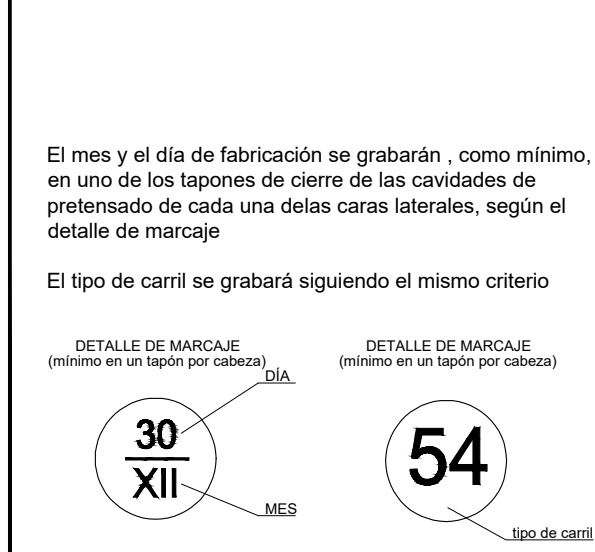 El mes y el día de fabricación se grabarán , como mínimo,
en uno de los tapones de cierre de las cavidades de
pretensado de cada una delas caras laterales, según el
detalle de marcaje
El tipo de carril se grabará siguiendo el mismo criterio
DETALLE DE MARCAJE
(mínimo en un tapón por cabeza)
DÍA
30
XII
MES
DETALLE DE MARCAJE
(mínimo en un tapón por cabeza)
54
tipo de carril